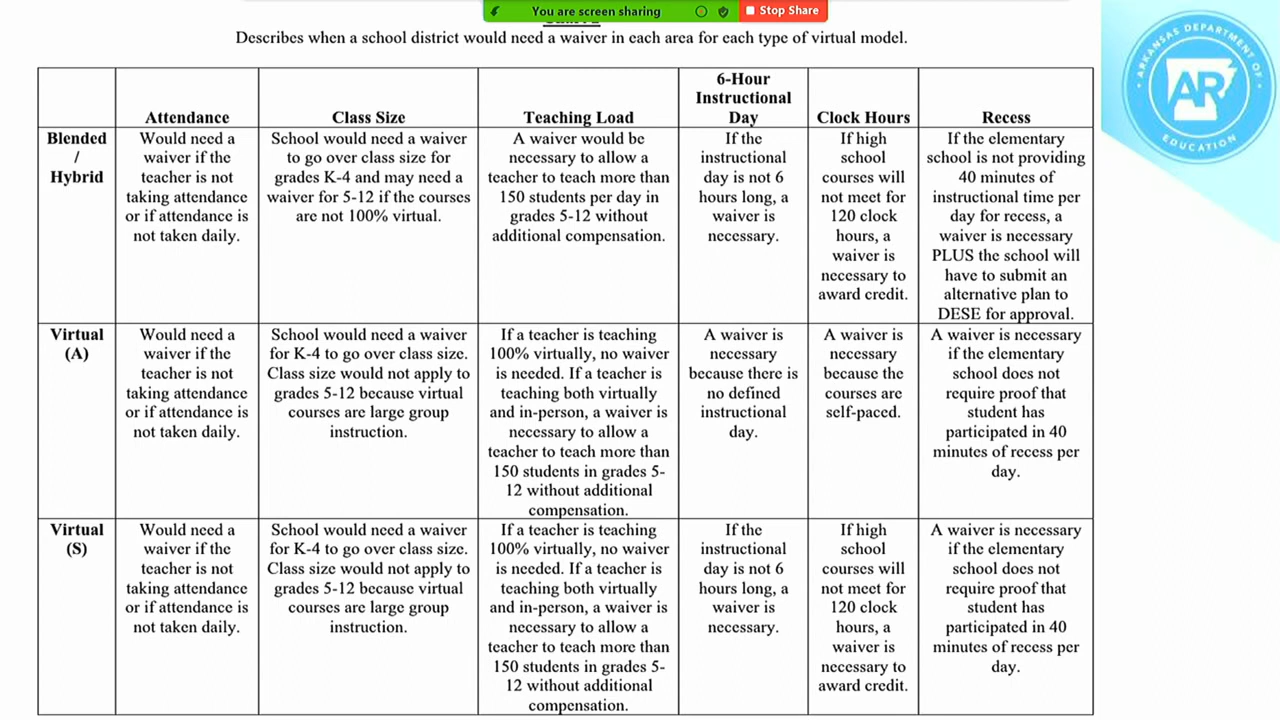 You are screen sharing
Stop Share
Describes when a school district would need a waiver in each area for each type of virtual model.
ARKANSAS DEPARTMENT OF
AR
EDUCATION
Attendance
Class Size
Teaching Load
6-Hour
Instructional
Day
Clock Hours
Recess
Blended
/
Hybrid
Would need a
waiver if the
teacher is not
taking attendance
or if attendance is
not taken daily.
School would need a waiver
to go over class size for
grades K-4 and may need a
waiver for 5-12 if the courses
are not 100% virtual.
A waiver would be
necessary to allow a
teacher to teach more than
150 students per day in
grades 5-12 without
additional compensation.
If the
instructional
day is not 6
hours long, a
waiver is
necessary.
If high
school
courses will
not meet for
120 clock
hours, a
waiver is
necessary to
award credit.
If the elementary
school is not providing
40 minutes of
instructional time per
day for recess, a
waiver is necessary
PLUS the school will
have to submit an
alternative plan to
DESE for approval.
Virtual
(A)
Would need a
waiver if the
teacher is not
taking attendance
or if attendance is
not taken daily.
School would need a waiver
for K-4 to go over class size.
Class size would not apply to
grades 5-12 because virtual
courses are large group
instruction.
If a teacher is teaching
100% virtually, no waiver
is needed. If a teacher is
teaching both virtually
and in-person, a waiver is
necessary to allow a
teacher to teach more than
150 students in grades 5-
12 without additional
compensation.
A waiver is
necessary
because there is
no defined
instructional
day.
A waiver is
necessary
because the
courses are
self-paced.
A waiver is necessary
if the elementary
school does not
require proof that
student has
participated in 40
minutes of recess per
day.
Virtual
(S)
Would need a
waiver if the
teacher is not
taking attendance
or if attendance is
not taken daily.
School would need a waiver
for K-4 to go over class size.
Class size would not apply to
grades 5-12 because virtual
courses are large group
instruction.
If a teacher is teaching
100% virtually, no waiver
is needed. If a teacher is
teaching both virtually
and in-person, a waiver is
necessary to allow a
teacher to teach more than
150 students in grades 5-
12 without additional
compensation.
If the
instructional
day is not 6
hours long, a
waiver is
necessary.
If high
school
courses will
not meet for
120 clock
hours, a
waiver is
necessary to
award credit.
A waiver is necessary
if the elementary
school does not
require proof that
student has
participated in 40
minutes of recess per
day.